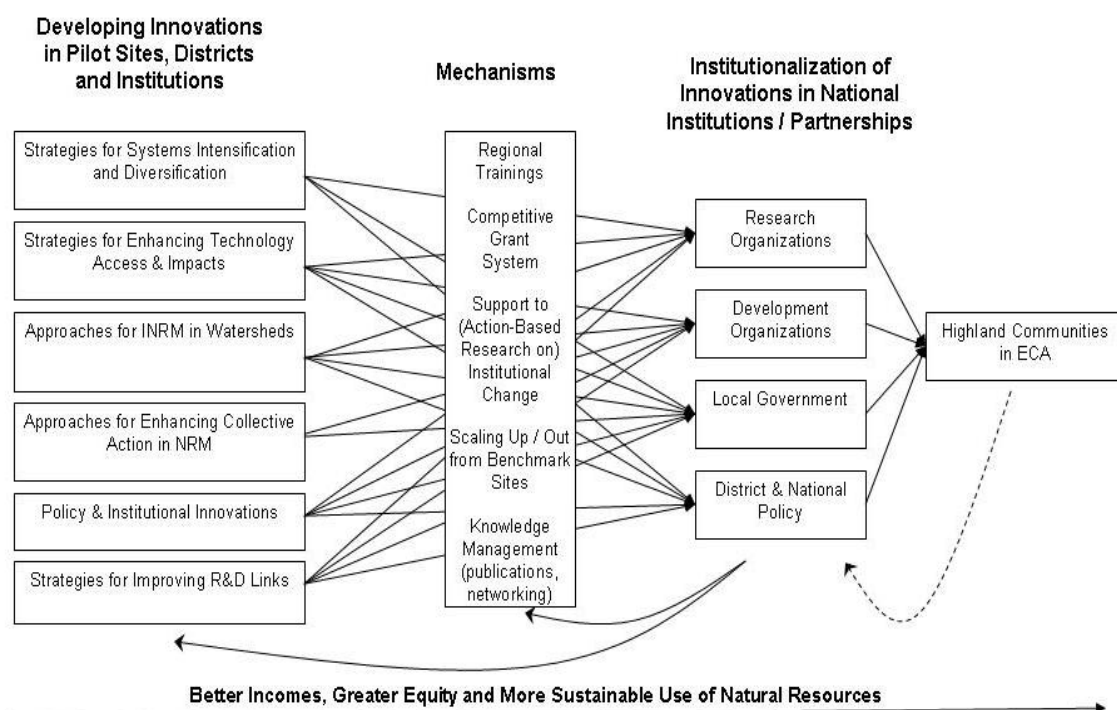 Developing Innovations
in Pilot Sites, Districts
and Institutions
Mechanisms
Institutionalization of
Innovations in National
Institutions / Partnerships
Strategies for Systems Intensification
and Diversification
Strategies for Enhancing Technology
Access & Impacts
Approaches for INRM in Watersheds
Approaches for Enhancing Collective
Action in NRM
Policy & Institutional Innovations
Strategies for Improving R&D Links
Regional
Trainings
Competitive
Grant
System
Support to
(Action-Based
Research on)
Institutional
Change
Scaling Up / Out
from Benchmark
Sites
Knowledge
Management
(publications,
networking)
Research
Organizations
Development
Organizations
Local Government
District & National
Policy
Highland Communities
in ECA
Better Incomes, Greater Equity and More Sustainable Use of Natural Resources